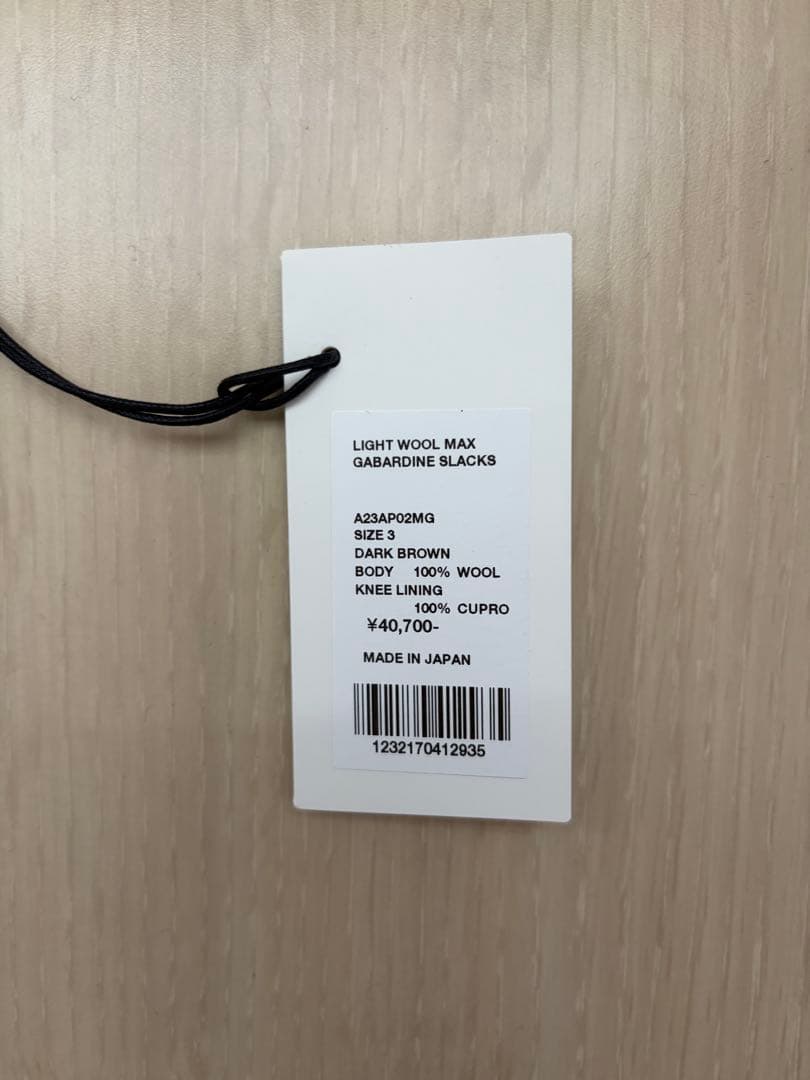 LIGHT WOOL MAX
GABARDINE SLACKS
A23AP02MG
SIZE 3
DARK BROWN
BODY 100% WOOL
KNEE LINING
100% CUPRO
¥40,700-
MADE IN JAPAN
1232170412935